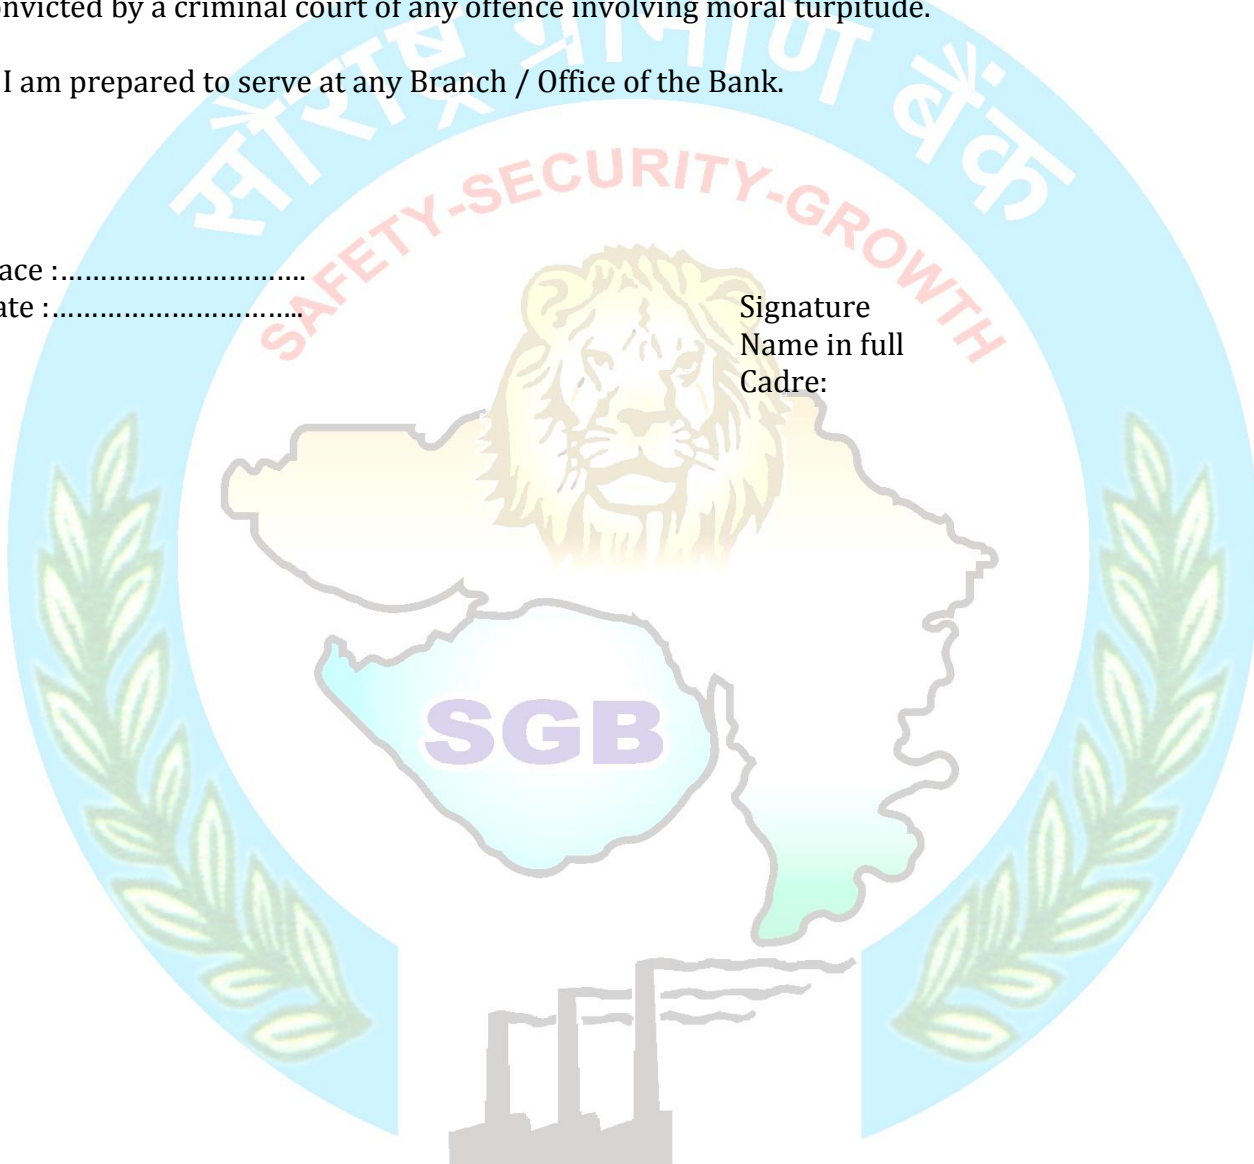 onvicted by a criminal court of any offence involving moral turpitude.
I am prepared to serve at any Branch / Office of the Bank.
सौराष्ट्र ग्रामीण बैंक
SAFETY-SECURITY-GROWTH
ace :………………………….
ate :…………………………..
Signature
Name in full
Cadre:
SGB